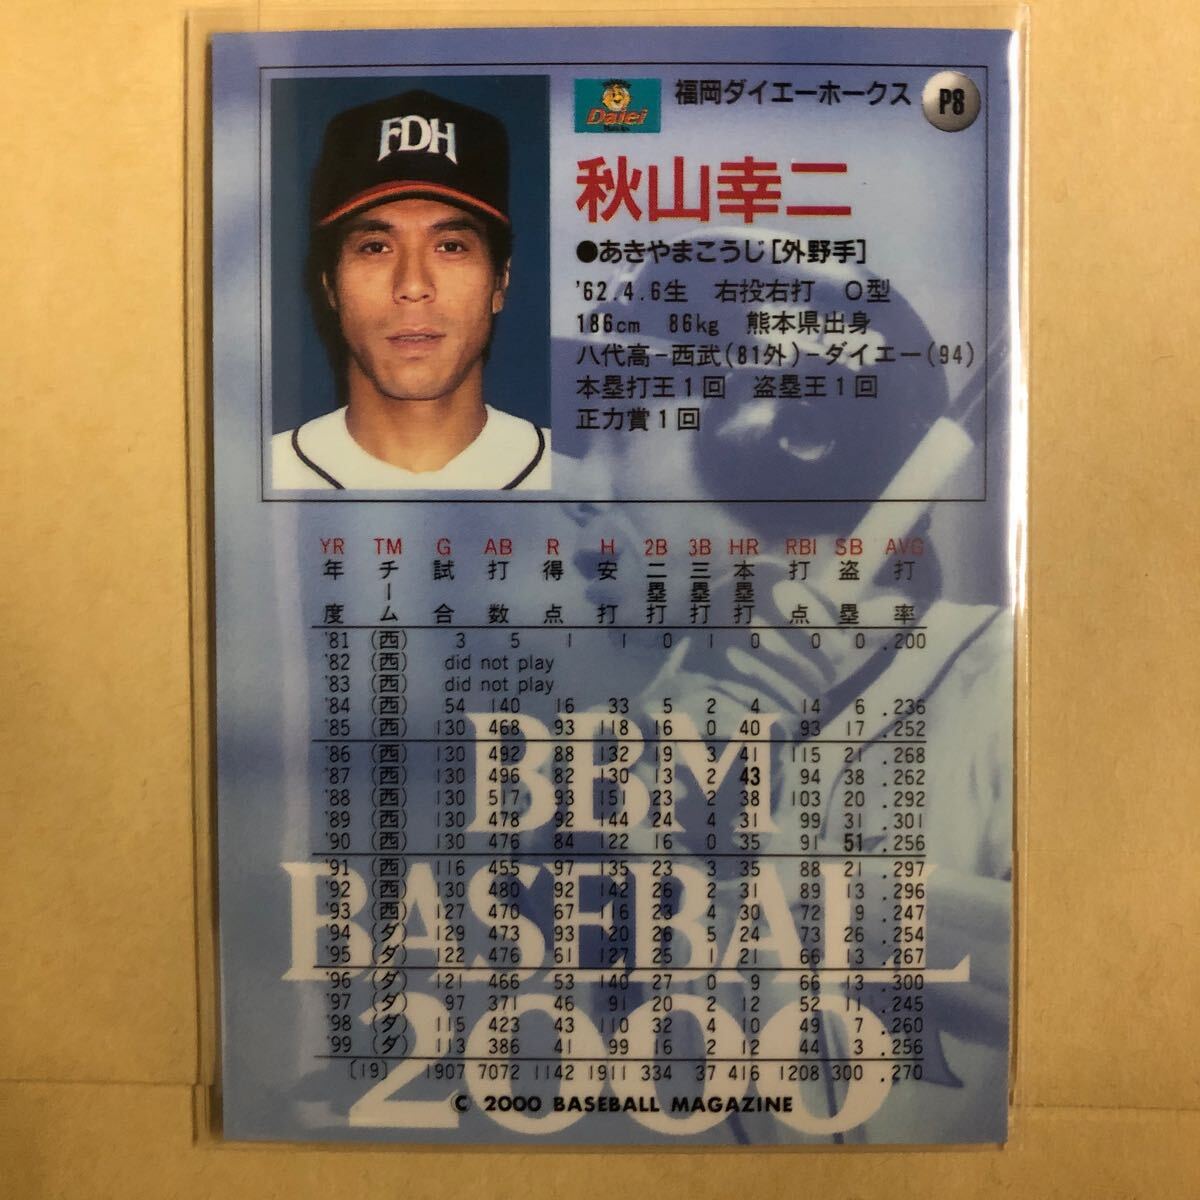 FDH
Daiei
福岡ダイエーホークス
P8
秋山幸二
●あきやまこうじ[外野手]
'62.4.6生 右投右打 O型
186cm 86kg 熊本県出身
八代高-西武(81外)-ダイエー(94)
本塁打王1回 盗塁王1回
正力賞1回
YR TM G AB R H 2B 3B HR RBI SB AVG
年度 チーム 試合 打数 得点 安打 二塁打 三塁打 本塁打 打点 盗塁 打率
'81 (西) 3 5 1 1 0 1 0 0 0 .200
'82 (西) did not play
'83 (西) did not play
'84 (西) 54 140 16 33 5 2 4 14 6 .236
'85 (西) 130 468 93 118 16 0 40 93 17 .252
'86 (西) 130 492 88 132 19 3 41 115 21 .268
'87 (西) 130 496 82 130 13 2 43 94 38 .262
'88 (西) 130 517 93 151 23 2 38 103 20 .292
'89 (西) 130 478 92 144 24 4 31 99 31 .301
'90 (西) 130 476 84 122 16 0 35 91 51 .256
'91 (西) 116 455 97 135 23 3 35 88 21 .297
'92 (西) 130 480 92 142 26 2 31 89 13 .296
'93 (西) 127 470 67 116 23 4 30 72 9 .247
'94 (ダ) 129 473 93 120 26 5 24 73 26 .254
'95 (ダ) 122 476 61 127 25 1 21 66 13 .267
'96 (ダ) 121 466 53 140 27 0 9 66 13 .300
'97 (ダ) 97 371 46 91 20 2 12 52 11 .245
'98 (ダ) 115 423 43 110 32 4 10 49 7 .260
'99 (ダ) 113 386 41 99 16 2 12 44 3 .256
[19] 1907 7072 1142 1911 334 37 416 1208 300 .270
BBM
BASEBALL
2000
© 2000 BASEBALL MAGAZINE